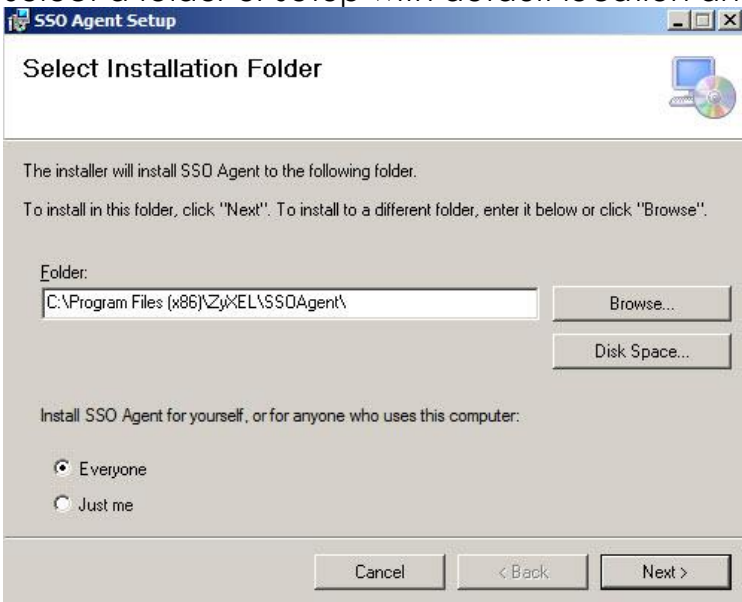 SSO Agent Setup
Select Installation Folder
The installer will install SSO Agent to the following folder.
To install in this folder, click "Next". To install to a different folder, enter it below or click "Browse".
Folder:
C:\Program Files (x86)\ZyXEL\SSOAgent\
Browse...
Disk Space...
Install SSO Agent for yourself, or for anyone who uses this computer:
Everyone
Just me
Cancel
< Back
Next >